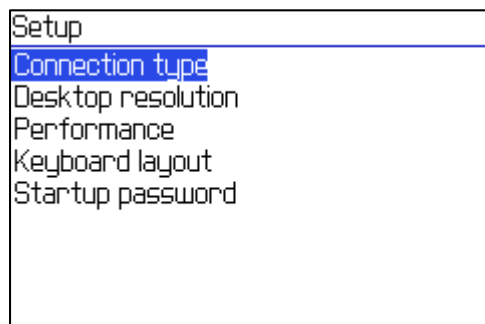 Setup
Connection type
Desktop resolution
Performance
Keyboard layout
Startup password